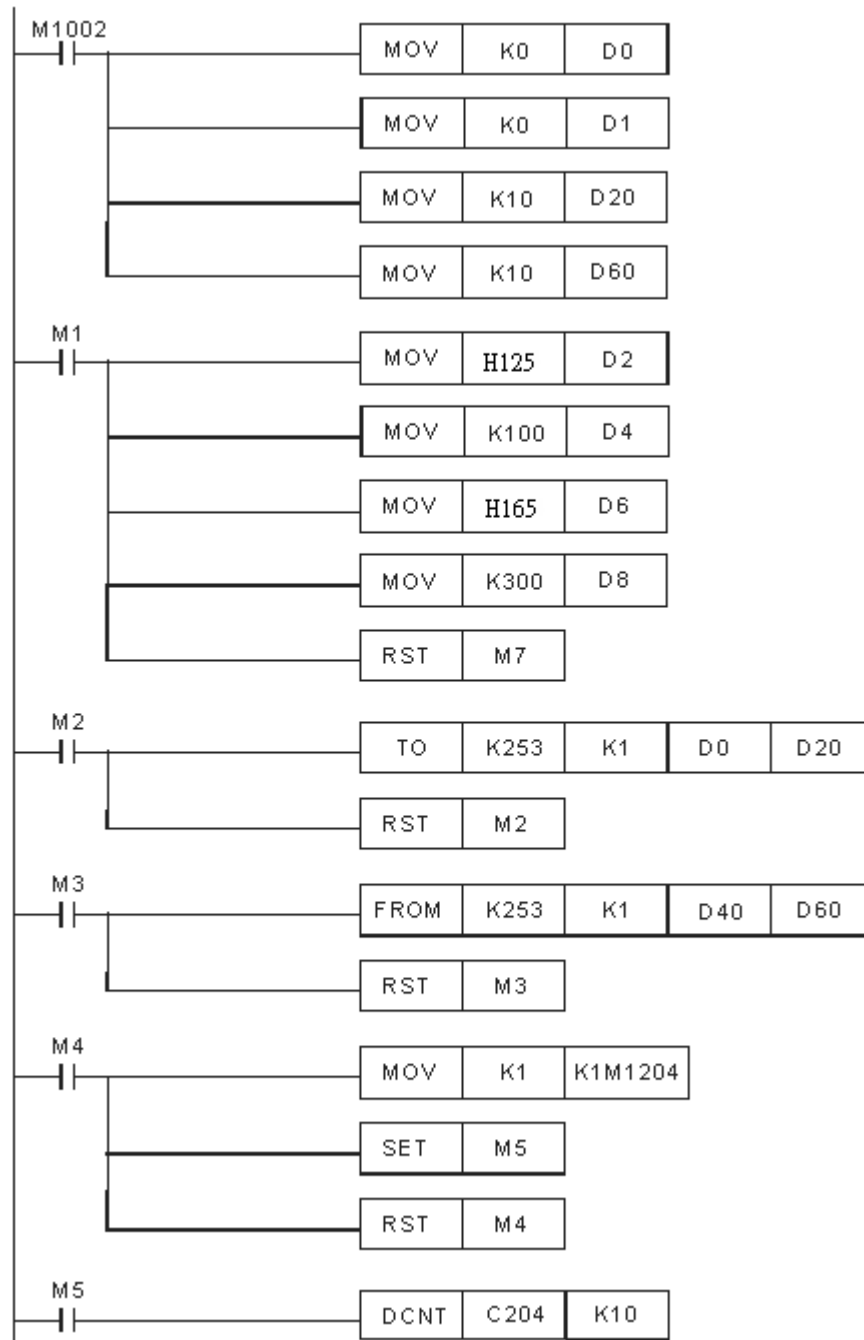 M1002
MOV K0 D0
MOV K0 D1
MOV K10 D20
MOV K10 D60
M1
MOV H125 D2
MOV K100 D4
MOV H165 D6
MOV K300 D8
RST M7
M2
TO K253 K1 D0 D20
RST M2
M3
FROM K253 K1 D40 D60
RST M3
M4
MOV K1 K1M1204
SET M5
RST M4
M5
DCNT C204 K10